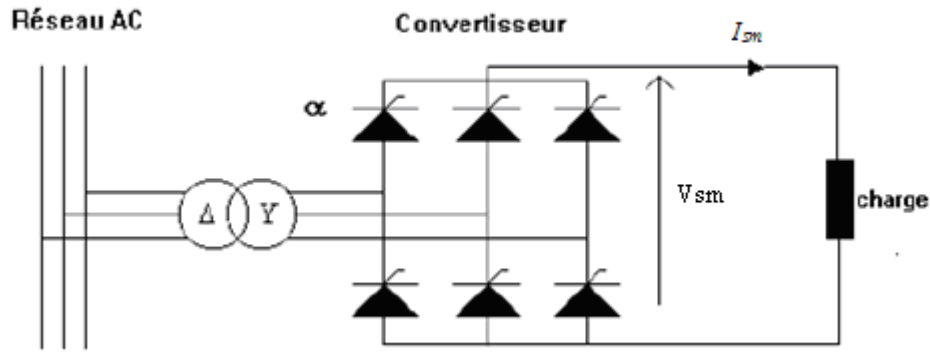 Réseau AC
Convertisseur
Ism
α
Δ Y
Vsm
charge